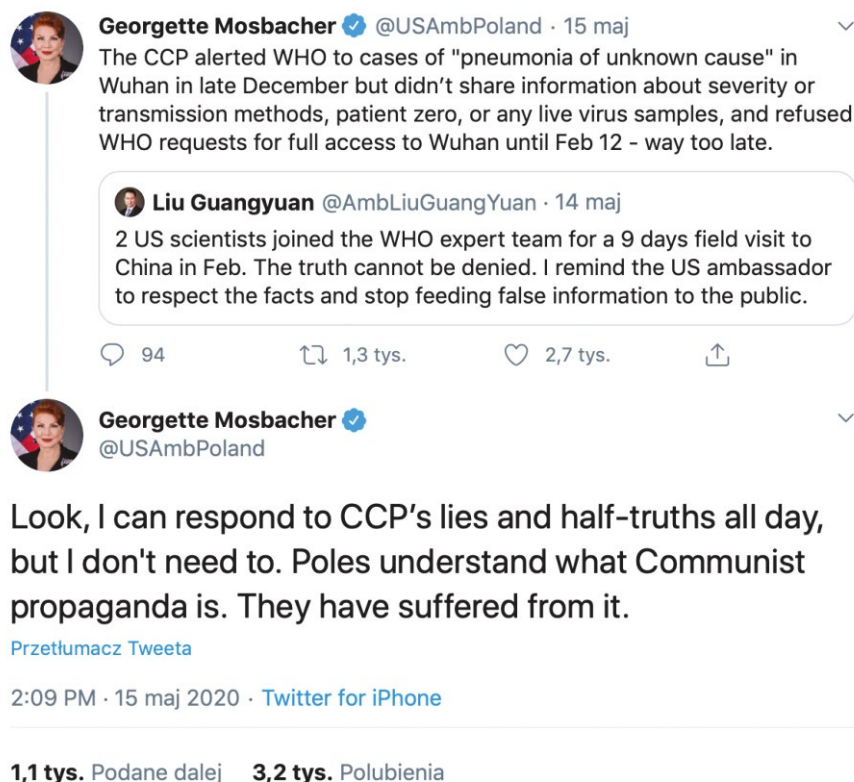 Georgette Mosbacher @USAmbPoland · 15 maj
The CCP alerted WHO to cases of "pneumonia of unknown cause" in
Wuhan in late December but didn’t share information about severity or
transmission methods, patient zero, or any live virus samples, and refused
WHO requests for full access to Wuhan until Feb 12 - way too late.
Liu Guangyuan @AmbLiuGuangYuan · 14 maj
2 US scientists joined the WHO expert team for a 9 days field visit to
China in Feb. The truth cannot be denied. I remind the US ambassador
to respect the facts and stop feeding false information to the public.
94 1,3 tys. 2,7 tys.
Georgette Mosbacher
@USAmbPoland
Look, I can respond to CCP’s lies and half-truths all day,
but I don't need to. Poles understand what Communist
propaganda is. They have suffered from it.
Przetłumacz Tweeta
2:09 PM · 15 maj 2020 · Twitter for iPhone
1,1 tys. Podane dalej 3,2 tys. Polubienia